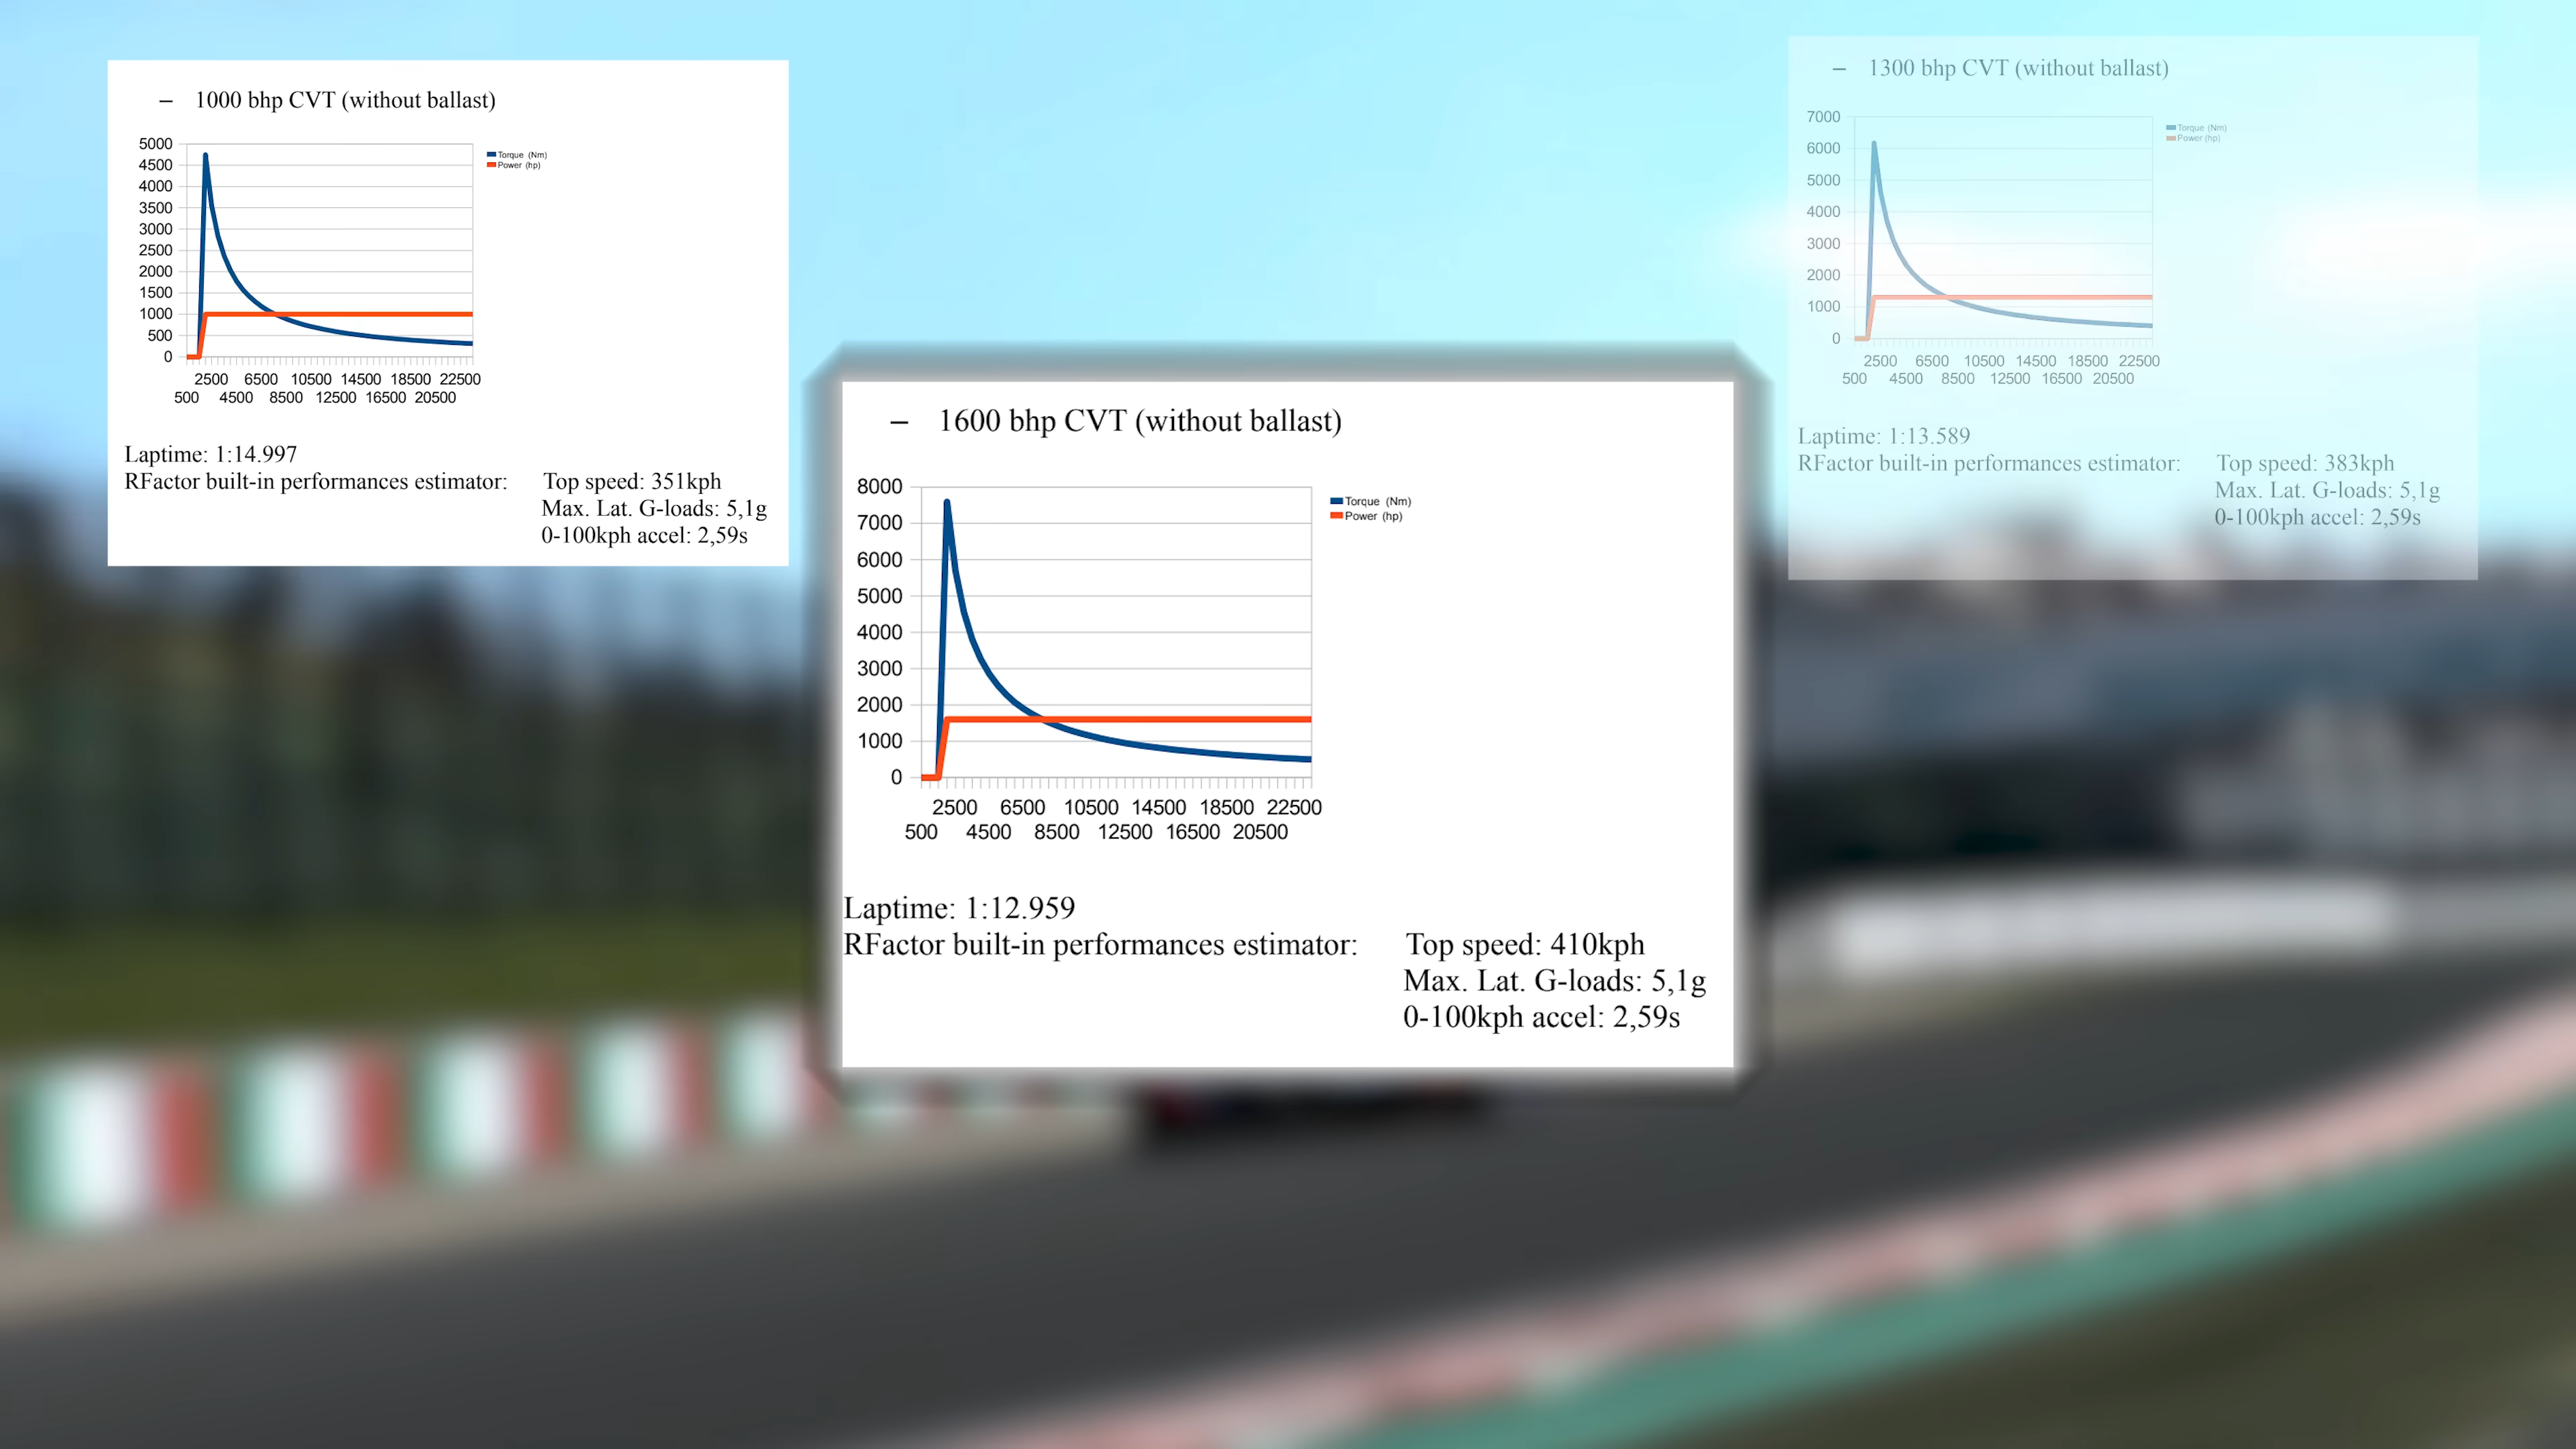 – 1000 bhp CVT (without ballast)
5000
4500
4000
3500
3000
2500
2000
1500
1000
500
0
Torque (Nm)
Power (hp)
2500 6500 10500 14500 18500 22500
500 4500 8500 12500 16500 20500
Laptime: 1:14.997
RFactor built-in performances estimator: Top speed: 351kph
Max. Lat. G-loads: 5,1g
0-100kph accel: 2,59s
– 1300 bhp CVT (without ballast)
7000
6000
5000
4000
3000
2000
1000
0
Torque (Nm)
Power (hp)
2500 6500 10500 14500 18500 22500
500 4500 8500 12500 16500 20500
Laptime: 1:13.589
RFactor built-in performances estimator: Top speed: 383kph
Max. Lat. G-loads: 5,1g
0-100kph accel: 2,59s
– 1600 bhp CVT (without ballast)
8000
7000
6000
5000
4000
3000
2000
1000
0
Torque (Nm)
Power (hp)
2500 6500 10500 14500 18500 22500
500 4500 8500 12500 16500 20500
Laptime: 1:12.959
RFactor built-in performances estimator: Top speed: 410kph
Max. Lat. G-loads: 5,1g
0-100kph accel: 2,59s